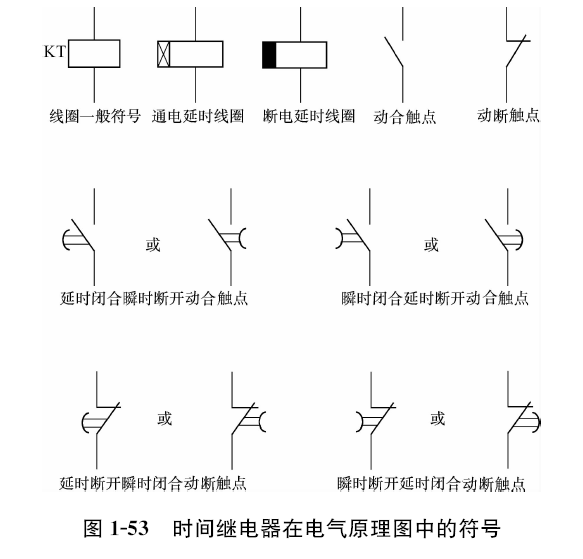 KT
线圈一般符号 通电延时线圈 断电延时线圈 动合触点 动断触点
或 或
延时闭合瞬时断开动合触点 瞬时闭合延时断开动合触点
或 或
延时断开瞬时闭合动断触点 瞬时断开延时闭合动断触点
图 1-53 时间继电器在电气原理图中的符号